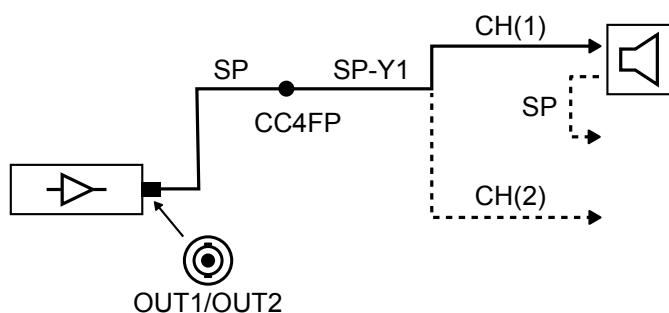 CH(1)
SP
SP-Y1
SP
CC4FP
CH(2)
OUT1/OUT2